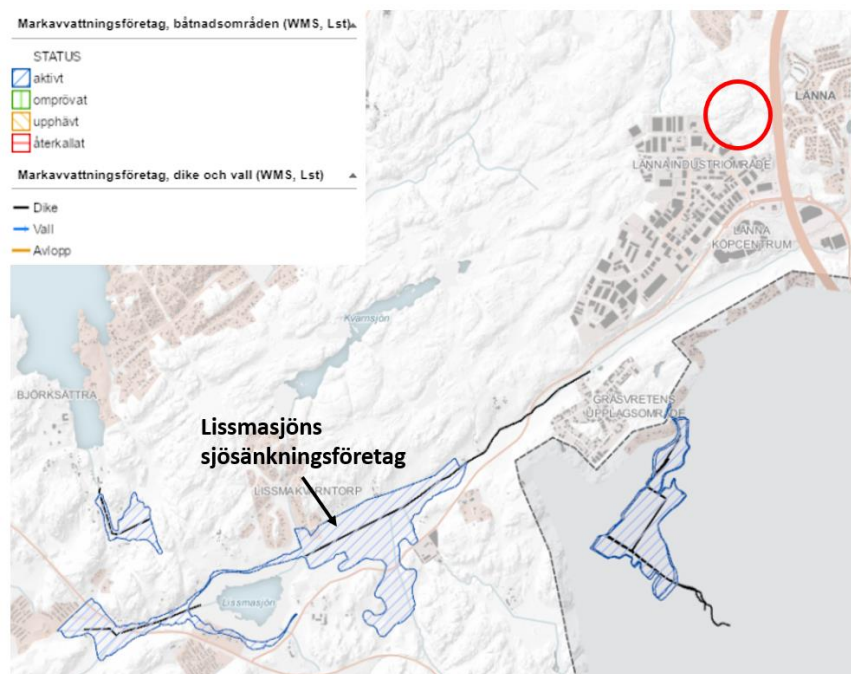 Markavvattningsföretag, båtnadsområden (WMS, Lst)
STATUS
aktivt
omprövat
upphävt
återkallat
Markavvattningsföretag, dike och vall (WMS, Lst)
Dike
Vall
Avlopp
LÄNNA
LÄNNA INDUSTRIOMRÅDE
LÄNNA
KÖPCENTRUM
Kvarnsjön
BJÖRKSÄTTRA
GRÄSVRETENS
UPPLAGSOMRÅDE
Lissmasjöns
sjösänkningsföretag
LISSMA KVARNTORP
Lissmasjön